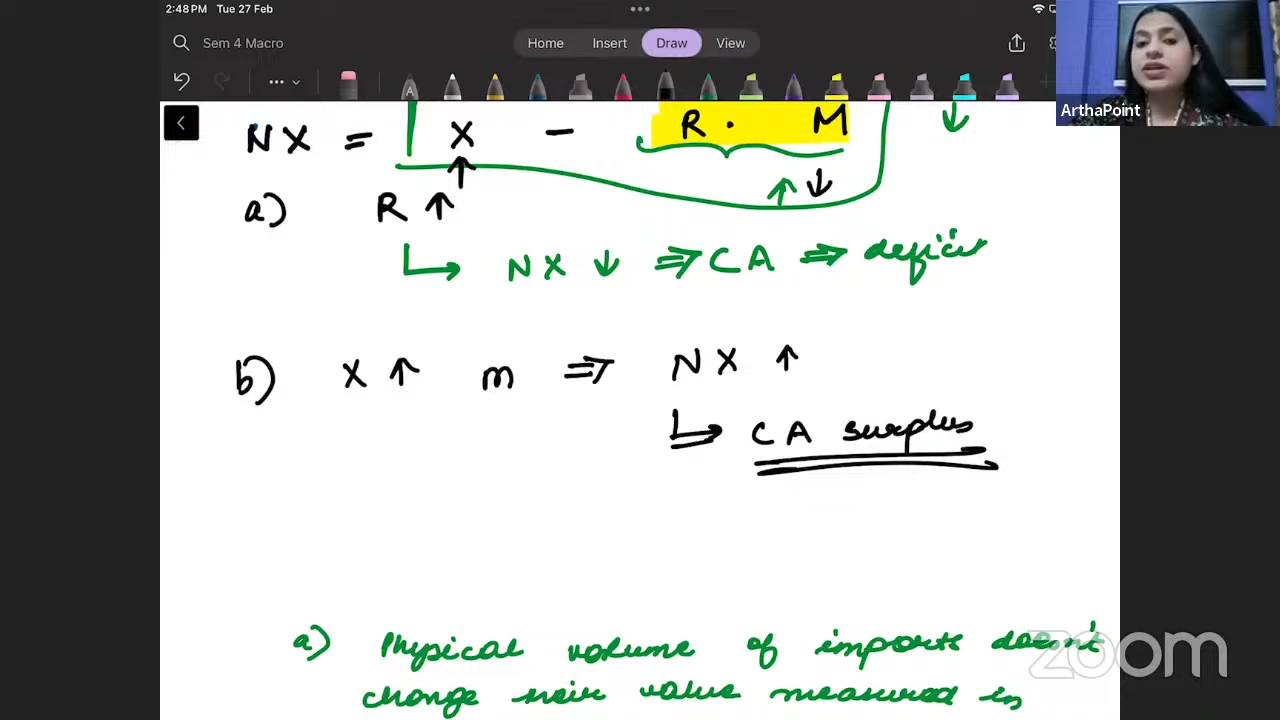 2:48 PM Tue 27 Feb
Sem 4 Macro
Home Insert Draw View
A
ArthaPoint
NX = X - R . M
↑ ↑ ↓ ↓
a) R ↑
↳ NX ↓ ⇒ CA ⇒ deficit
b) X ↑ m ⇒ NX ↑
↳ CA surplus
a) Physical volume of imports doesn't
change their value measured in
zoom